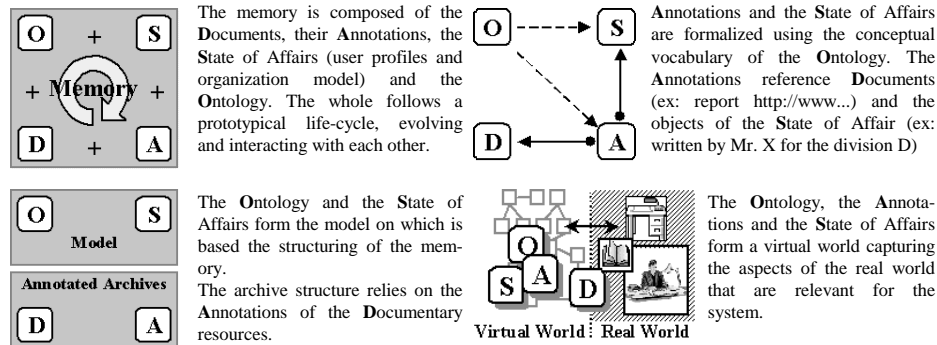 O + S
+ Memory +
D + A
The memory is composed of the
Documents, their Annotations, the
State of Affairs (user profiles and
organization model) and the
Ontology. The whole follows a
prototypical life-cycle, evolving
and interacting with each other.
O S
D A
Annotations and the State of Affairs
are formalized using the conceptual
vocabulary of the Ontology. The
Annotations reference Documents
(ex: report http://www...) and the
objects of the State of Affair (ex:
written by Mr. X for the division D)
O S
Model
Annotated Archives
D A
The Ontology and the State of
Affairs form the model on which is
based the structuring of the mem-
ory.
The archive structure relies on the
Annotations of the Documentary
resources.
O
S A D
Virtual World Real World
The Ontology, the Annota-
tions and the State of Affairs
form a virtual world capturing
the aspects of the real world
that are relevant for the
system.